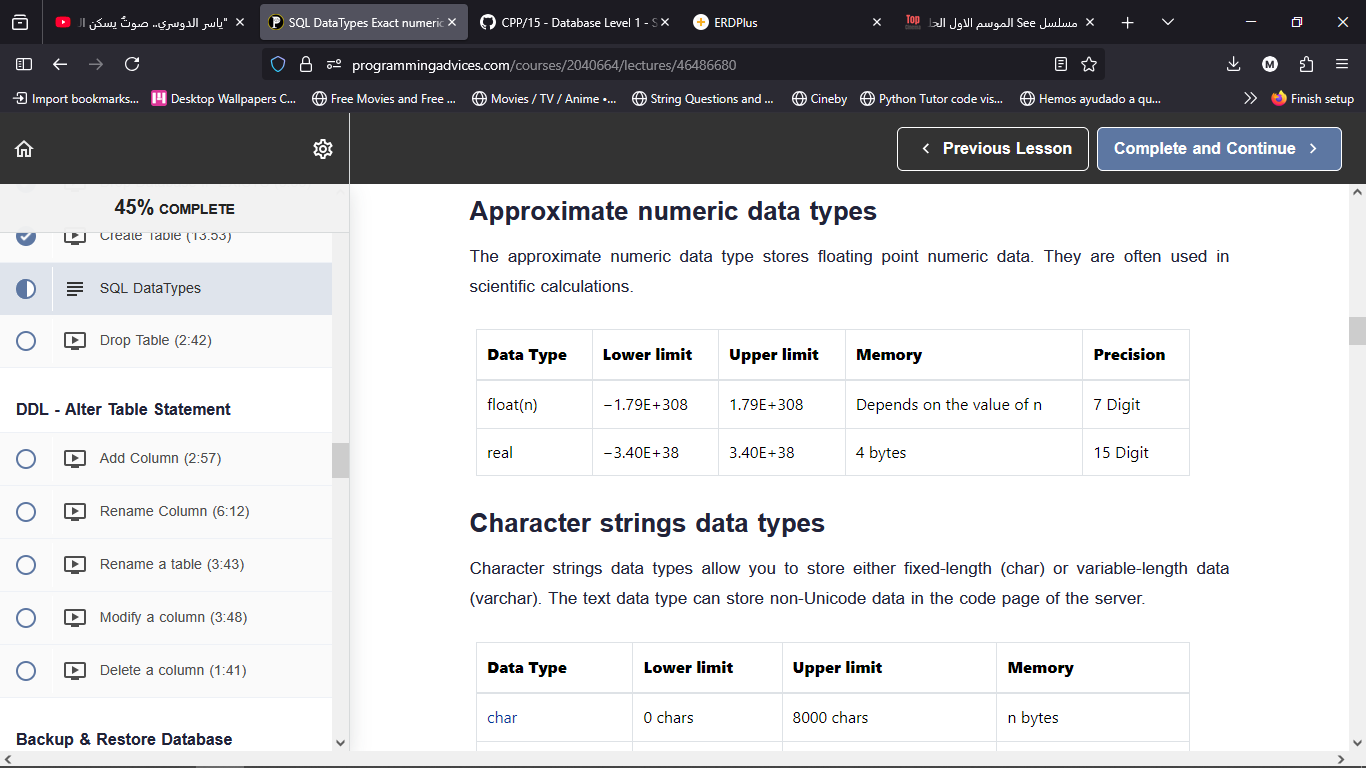 "ياسر الدوسري.. صوتٌ يسكن ال
SQL DataTypes Exact numeric
CPP/15 - Database Level 1 - S
ERDPlus
مسلسل See الموسم الاول الحل
programmingadvices.com/courses/2040664/lectures/46486680
Import bookmarks...
Desktop Wallpapers C...
Free Movies and Free ...
Movies / TV / Anime •...
String Questions and ...
Cineby
Python Tutor code vis...
Hemos ayudado a qu...
Finish setup
Previous Lesson
Complete and Continue
45% COMPLETE
Create Table (13:53)
SQL DataTypes
Drop Table (2:42)
DDL - Alter Table Statement
Add Column (2:57)
Rename Column (6:12)
Rename a table (3:43)
Modify a column (3:48)
Delete a column (1:41)
Backup & Restore Database
Approximate numeric data types
The approximate numeric data type stores floating point numeric data. They are often used in
scientific calculations.
Data Type Lower limit Upper limit Memory Precision
float(n) −1.79E+308 1.79E+308 Depends on the value of n 7 Digit
real −3.40E+38 3.40E+38 4 bytes 15 Digit
Character strings data types
Character strings data types allow you to store either fixed-length (char) or variable-length data
(varchar). The text data type can store non-Unicode data in the code page of the server.
Data Type Lower limit Upper limit Memory
char 0 chars 8000 chars n bytes